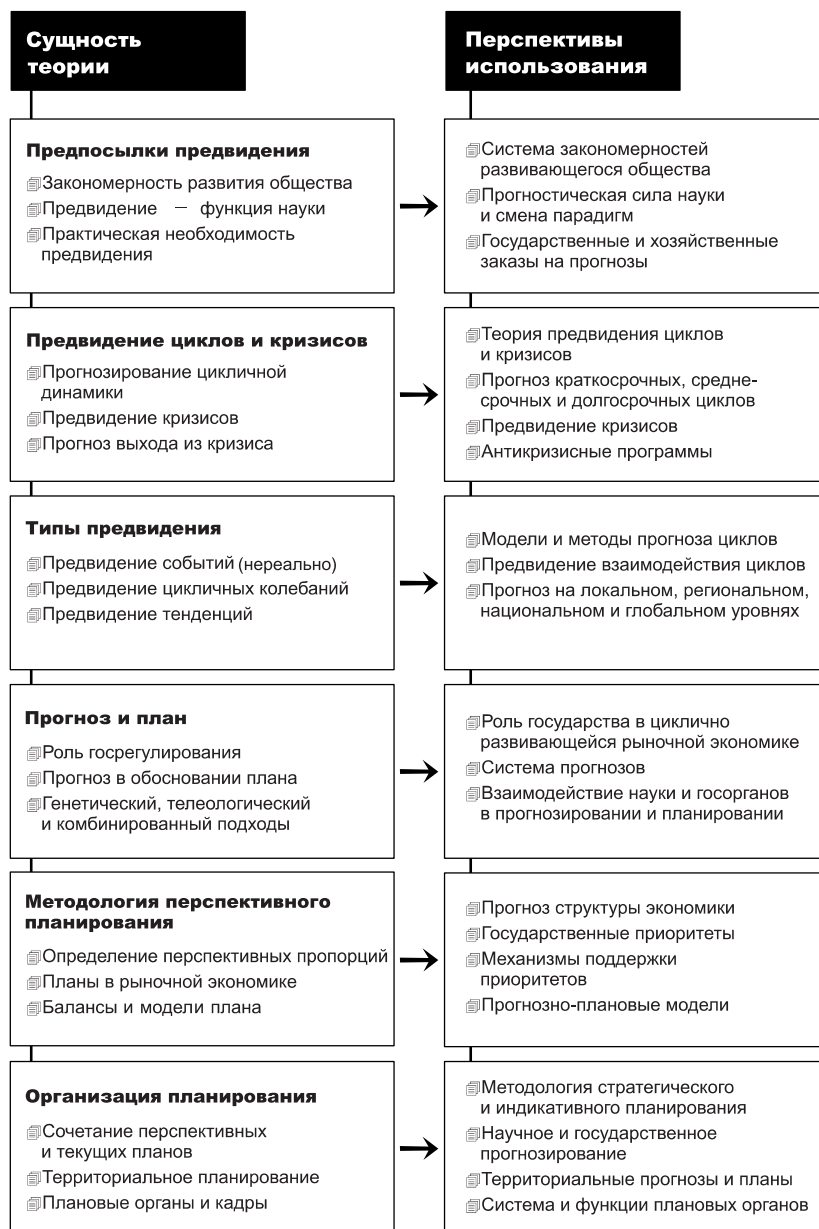 Сущность
теории
Перспективы
использования
Предпосылки предвидения
Закономерность развития общества
Предвидение — функция науки
Практическая необходимость
предвидения
Система закономерностей
развивающегося общества
Прогностическая сила науки
и смена парадигм
Государственные и хозяйственные
заказы на прогнозы
Предвидение циклов и кризисов
Прогнозирование цикличной
динамики
Предвидение кризисов
Прогноз выхода из кризиса
Теория предвидения циклов
и кризисов
Прогноз краткосрочных, средне-
срочных и долгосрочных циклов
Предвидение кризисов
Антикризисные программы
Типы предвидения
Предвидение событий (нереально)
Предвидение цикличных колебаний
Предвидение тенденций
Модели и методы прогноза циклов
Предвидение взаимодействия циклов
Прогноз на локальном, региональном,
национальном и глобальном уровнях
Прогноз и план
Роль госрегулирования
Прогноз в обосновании плана
Генетический, телеологический
и комбинированный подходы
Роль государства в циклично
развивающейся рыночной экономике
Система прогнозов
Взаимодействие науки и госорганов
в прогнозировании и планировании
Методология перспективного
планирования
Определение перспективных пропорций
Планы в рыночной экономике
Балансы и модели плана
Прогноз структуры экономики
Государственные приоритеты
Механизмы поддержки
приоритетов
Прогнозно-плановые модели
Организация планирования
Сочетание перспективных
и текущих планов
Территориальное планирование
Плановые органы и кадры
Методология стратегического
и индикативного планирования
Научное и государственное
прогнозирование
Территориальные прогнозы и планы
Система и функции плановых органов